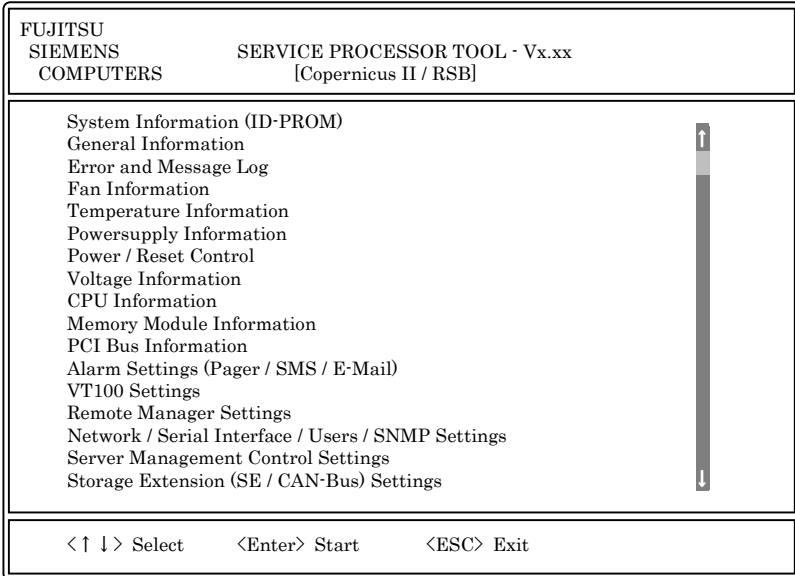 FUJITSU
SIEMENS SERVICE PROCESSOR TOOL - Vx.xx
COMPUTERS [Copernicus II / RSB]
System Information (ID-PROM)
General Information
Error and Message Log
Fan Information
Temperature Information
Powersupply Information
Power / Reset Control
Voltage Information
CPU Information
Memory Module Information
PCI Bus Information
Alarm Settings (Pager / SMS / E-Mail)
VT100 Settings
Remote Manager Settings
Network / Serial Interface / Users / SNMP Settings
Server Management Control Settings
Storage Extension (SE / CAN-Bus) Settings
<↑↓> Select <Enter> Start <ESC> Exit